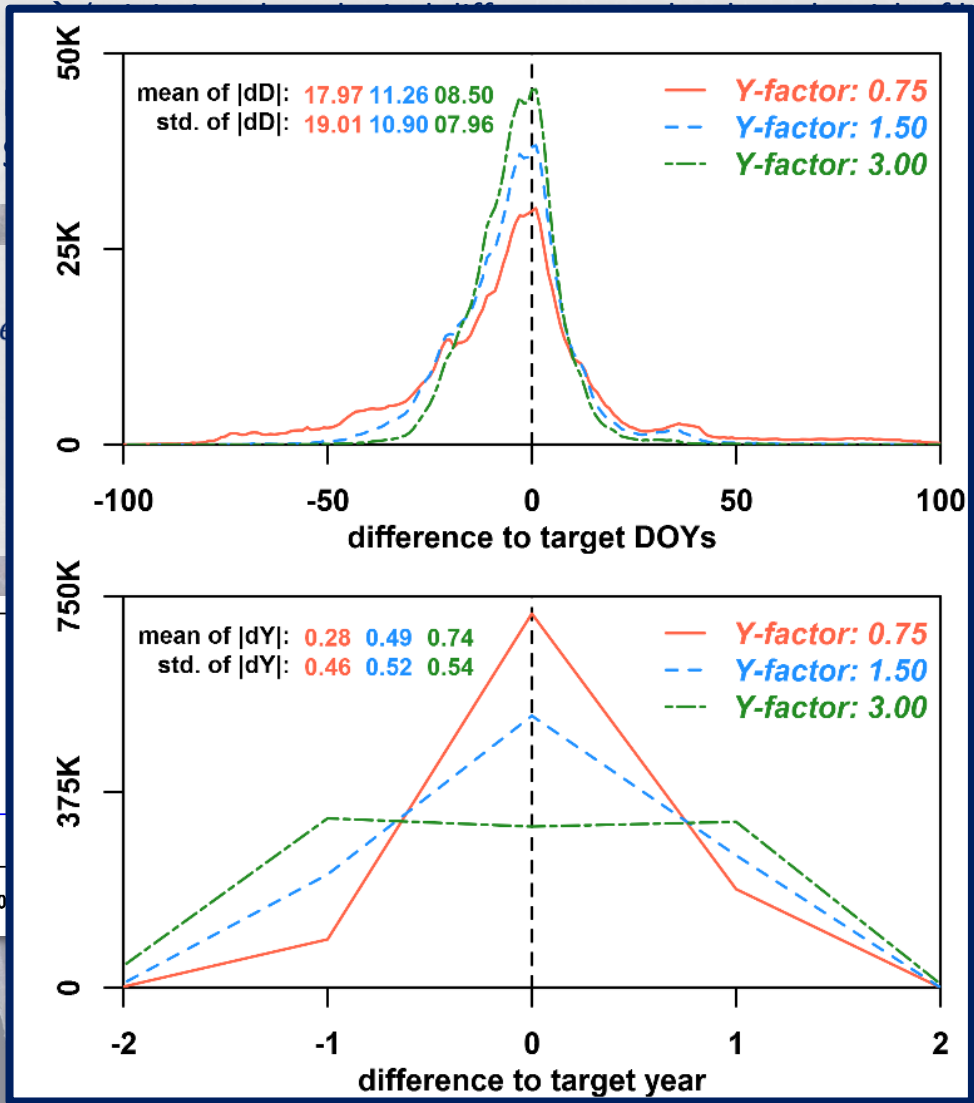 50K
mean of |dD|: 17.97 11.26 08.50
std. of |dD|: 19.01 10.90 07.96
Y-factor: 0.75
Y-factor: 1.50
Y-factor: 3.00
25K
0
-100 -50 0 50 100
difference to target DOYs
750K
mean of |dY|: 0.28 0.49 0.74
std. of |dY|: 0.46 0.52 0.54
Y-factor: 0.75
Y-factor: 1.50
Y-factor: 3.00
375K
0
-2 -1 0 1 2
difference to target year